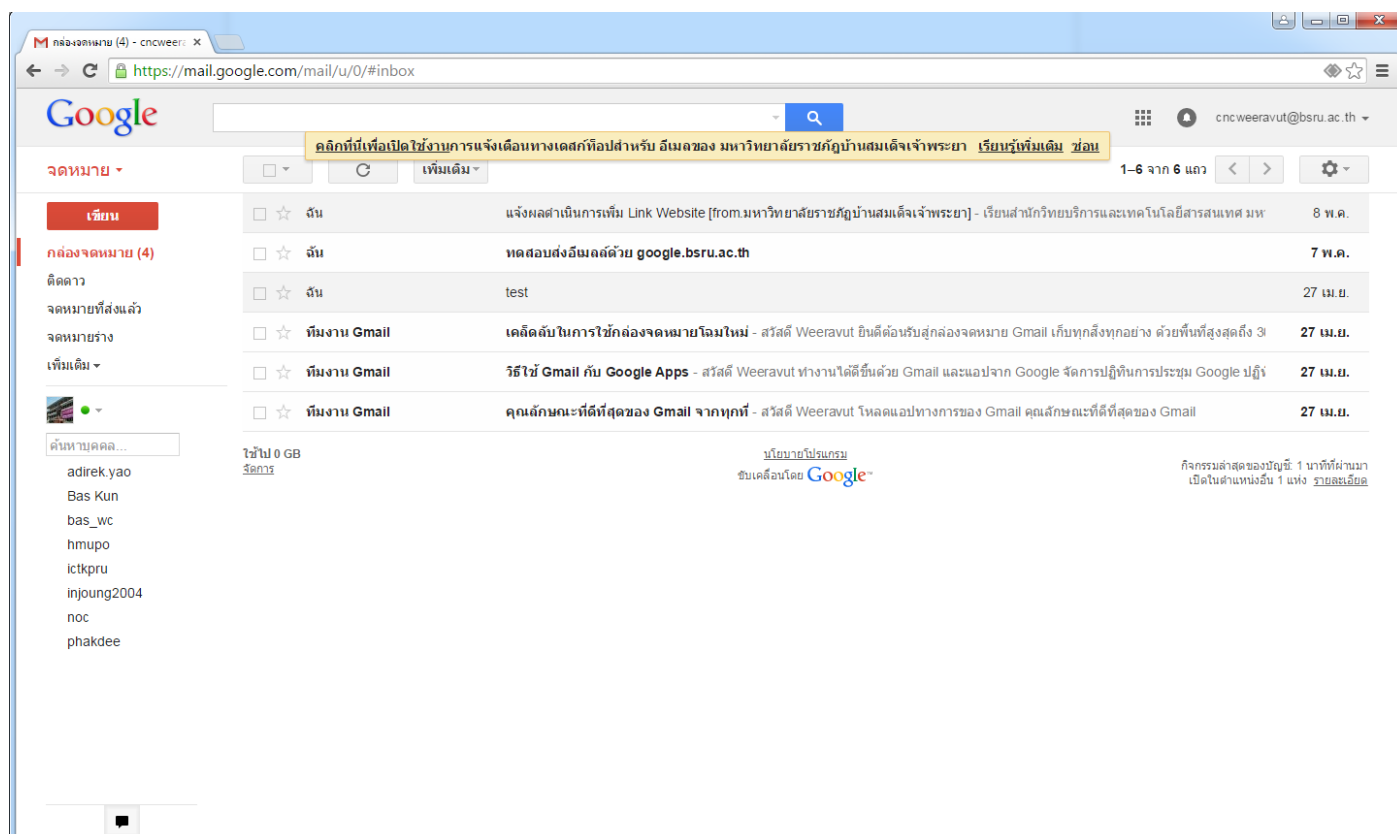 กล่องจดหมาย (4) - cncweera
https://mail.google.com/mail/u/0/#inbox
Google
cncweeravut@bsru.ac.th
คลิกที่นี่เพื่อเปิดใช้งานการแจ้งเตือนทางเดสก์ท็อปสำหรับ อีเมลของ มหาวิทยาลัยราชภัฏบ้านสมเด็จเจ้าพระยา เรียนรู้เพิ่มเติม ซ่อน
จดหมาย
เพิ่มเติม
1–6 จาก 6 แถว
เขียน
กล่องจดหมาย (4)
ติดดาว
จดหมายที่ส่งแล้ว
จดหมายร่าง
เพิ่มเติม
ค้นหาบุคคล...
adirek.yao
Bas Kun
bas_wc
hmupo
ictkpru
injoung2004
noc
phakdee
ฉัน แจ้งผลดำเนินการเพิ่ม Link Website [from.มหาวิทยาลัยราชภัฏบ้านสมเด็จเจ้าพระยา] - เรียนสำนักวิทยบริการและเทคโนโลยีสารสนเทศ มห 8 พ.ค.
ฉัน ทดสอบส่งอีเมลล์ด้วย google.bsru.ac.th 7 พ.ค.
ฉัน test 27 เม.ย.
ทีมงาน Gmail เคล็ดลับในการใช้กล่องจดหมายโฉมใหม่ - สวัสดี Weeravut ยินดีต้อนรับสู่กล่องจดหมาย Gmail เก็บทุกสิ่งทุกอย่าง ด้วยพื้นที่สูงสุดถึง 27 เม.ย.
ทีมงาน Gmail วิธีใช้ Gmail กับ Google Apps - สวัสดี Weeravut ทำงานได้ดีขึ้นด้วย Gmail และแอปจาก Google จัดการปฏิทินการประชุม Google 27 เม.ย.
ทีมงาน Gmail คุณลักษณะที่ดีที่สุดของ Gmail จากทุกที่ - สวัสดี Weeravut โหลดแอปทางการของ Gmail คุณลักษณะที่ดีที่สุดของ Gmail 27 เม.ย.
ใช้ไป 0 GB
จัดการ
นโยบายโปรแกรม
ขับเคลื่อนโดย Google™
กิจกรรมล่าสุดของบัญชี: 1 นาทีที่ผ่านมา
เปิดในตำแหน่งอื่น 1 แห่ง รายละเอียด